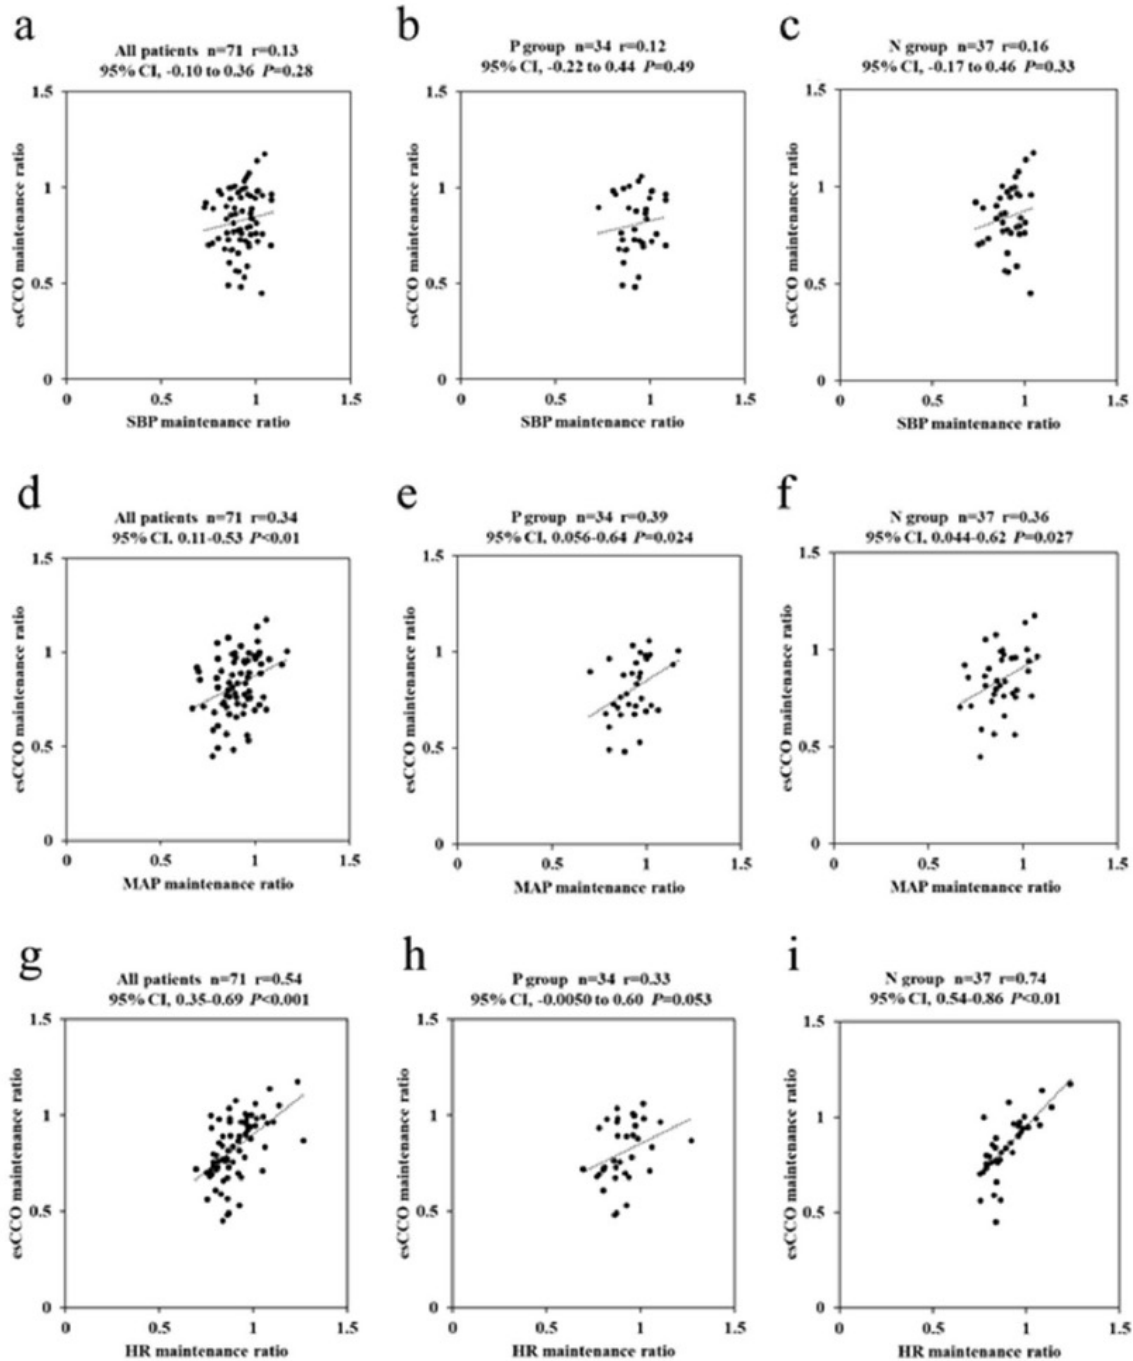 a
All patients n=71 r=0.13
95% CI, -0.10 to 0.36 P=0.28
1.5
1
0.5
0
esCCO maintenance ratio
0 0.5 1 1.5
SBP maintenance ratio
b
P group n=34 r=0.12
95% CI, -0.22 to 0.44 P=0.49
1.5
1
0.5
0
esCCO maintenance ratio
0 0.5 1 1.5
SBP maintenance ratio
c
N group n=37 r=0.16
95% CI, -0.17 to 0.46 P=0.33
1.5
1
0.5
0
esCCO maintenance ratio
0 0.5 1 1.5
SBP maintenance ratio
d
All patients n=71 r=0.34
95% CI, 0.11-0.53 P<0.01
1.5
1
0.5
0
esCCO maintenance ratio
0 0.5 1 1.5
MAP maintenance ratio
e
P group n=34 r=0.39
95% CI, 0.056-0.64 P=0.024
1.5
1
0.5
0
esCCO maintenance ratio
0 0.5 1 1.5
MAP maintenance ratio
f
N group n=37 r=0.36
95% CI, 0.044-0.62 P=0.027
1.5
1
0.5
0
esCCO maintenance ratio
0 0.5 1 1.5
MAP maintenance ratio
g
All patients n=71 r=0.54
95% CI, 0.35-0.69 P<0.001
1.5
1
0.5
0
esCCO maintenance ratio
0 0.5 1 1.5
HR maintenance ratio
h
P group n=34 r=0.33
95% CI, -0.0050 to 0.60 P=0.053
1.5
1
0.5
0
esCCO maintenance ratio
0 0.5 1 1.5
HR maintenance ratio
i
N group n=37 r=0.74
95% CI, 0.54-0.86 P<0.01
1.5
1
0.5
0
esCCO maintenance ratio
0 0.5 1 1.5
HR maintenance ratio